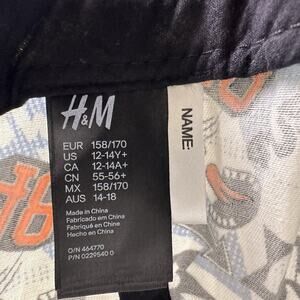 H&M
EUR 158/170
US 12-14Y+
CA 12-14A+
CN 55-56+
MX 158/170
AUS 14-18
Made in China
Fabricado em China
Fabriqué en Chine
Hecho en China
O/N 464770
P/N 0229540 0
NAME: